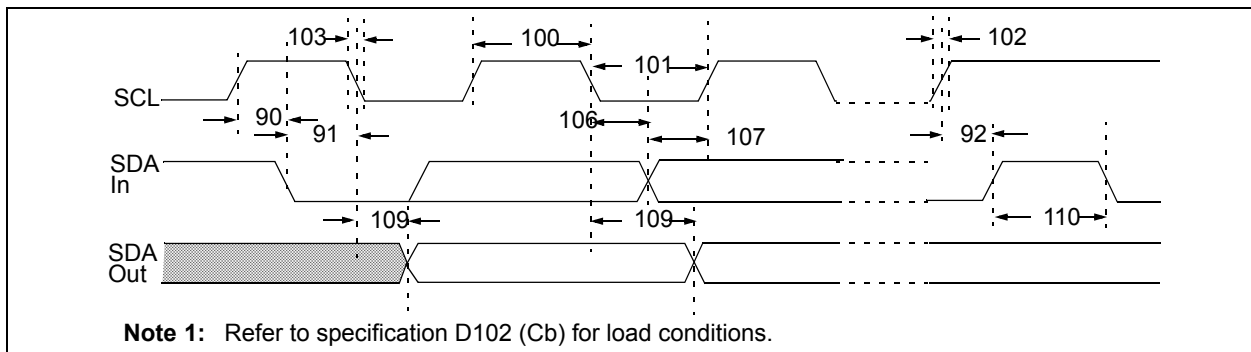 103 100 101 102
SCL
90 91 106 107 92
SDA
In
109 109 110
SDA
Out
Note 1: Refer to specification D102 (Cb) for load conditions.